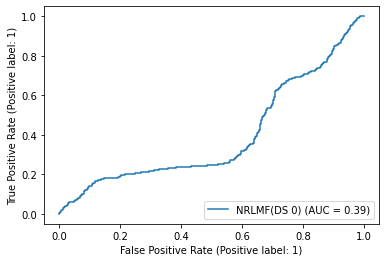 1.0
0.8
0.6
0.4
0.2
0.0
True Positive Rate (Positive label: 1)
NRLMF(DS 0) (AUC = 0.39)
0.0 0.2 0.4 0.6 0.8 1.0
False Positive Rate (Positive label: 1)